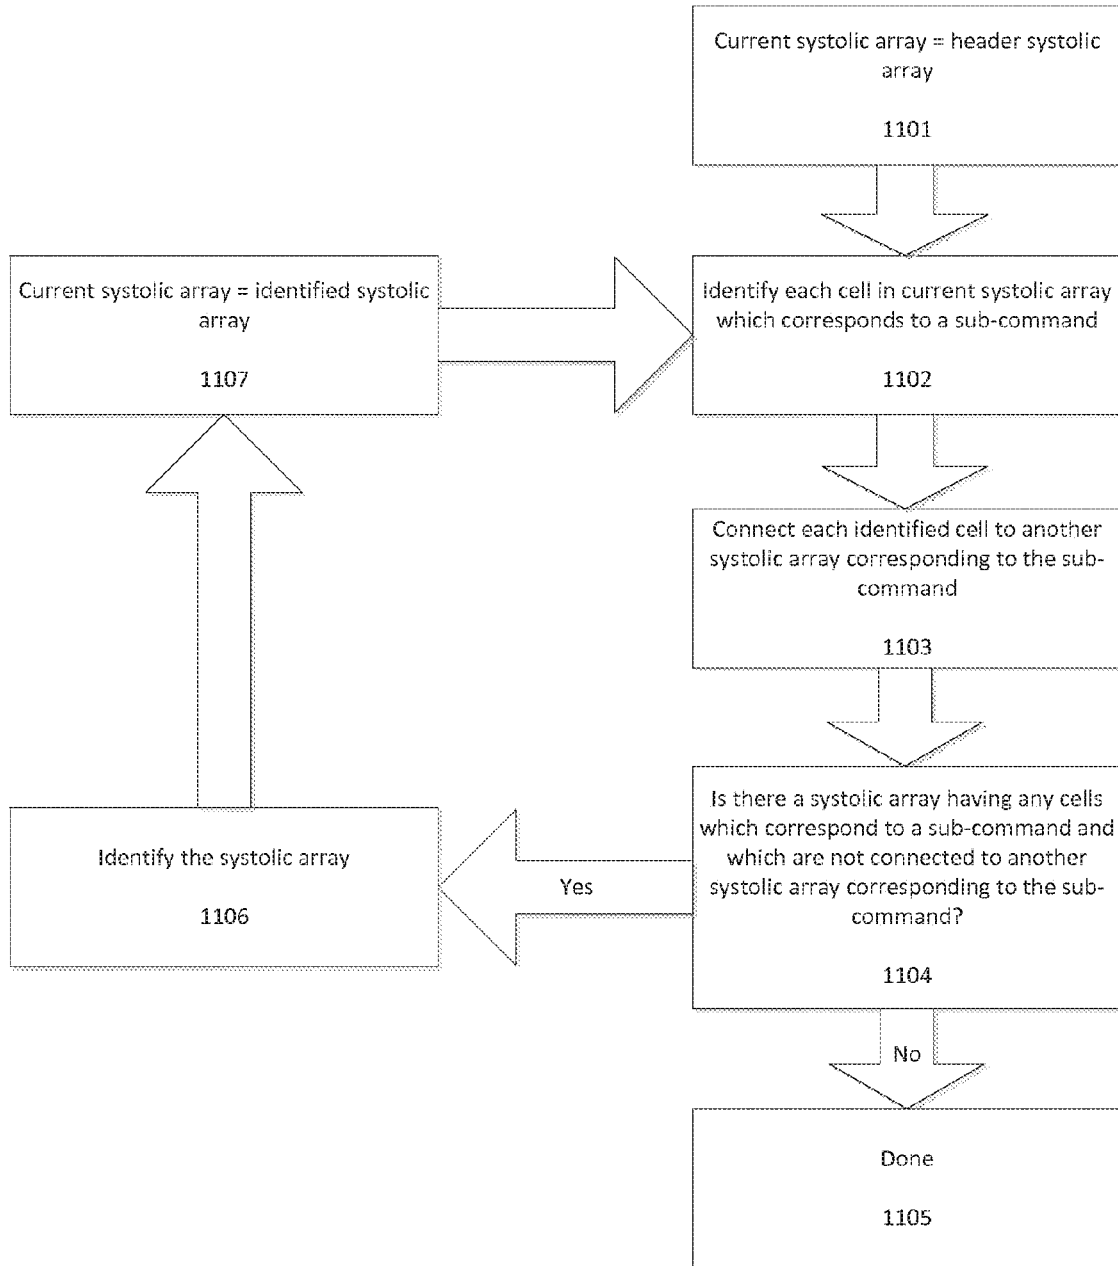 Current systolic array = header systolic
array
1101
Current systolic array = identified systolic
array
1107
Identify each cell in current systolic array
which corresponds to a sub-command
1102
Connect each identified cell to another
systolic array corresponding to the sub-
command
1103
Is there a systolic array having any cells
which correspond to a sub-command and
which are not connected to another
systolic array corresponding to the sub-
command?
1104
Yes
Identify the systolic array
1106
No
Done
1105